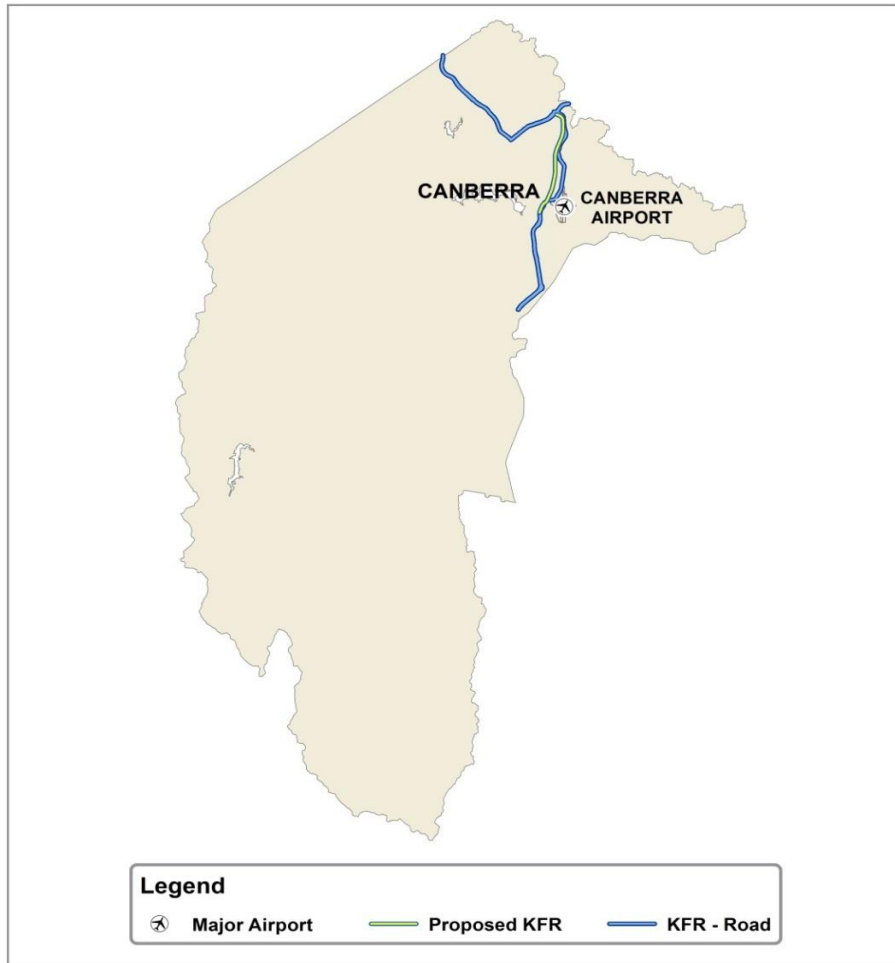 CANBERRA
CANBERRA
AIRPORT
Legend
Major Airport
Proposed KFR
KFR - Road